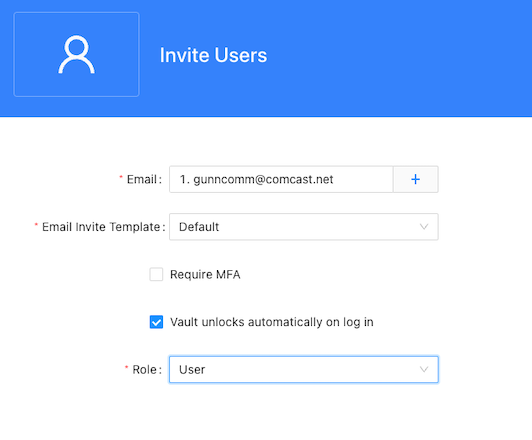 Invite Users
* Email: 1. gunncomm@comcast.net +
* Email Invite Template: Default
Require MFA
Vault unlocks automatically on log in
* Role: User